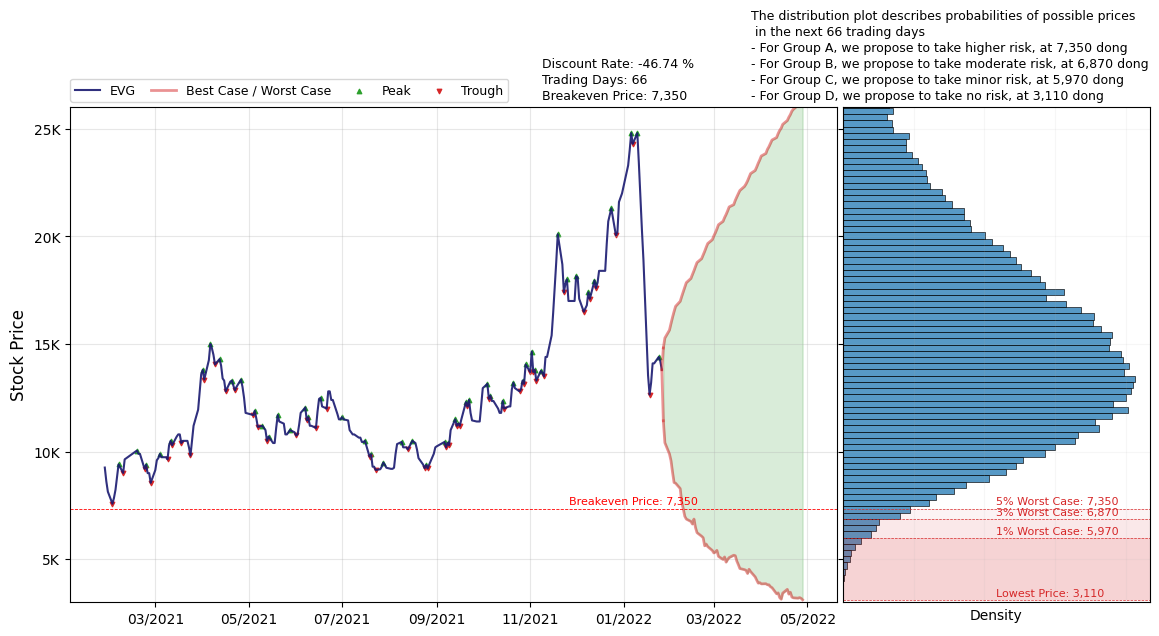 The distribution plot describes probabilities of possible prices
in the next 66 trading days
- For Group A, we propose to take higher risk, at 7,350 dong
- For Group B, we propose to take moderate risk, at 6,870 dong
- For Group C, we propose to take minor risk, at 5,970 dong
- For Group D, we propose to take no risk, at 3,110 dong
Discount Rate: -46.74 %
Trading Days: 66
Breakeven Price: 7,350
EVG
Best Case / Worst Case
Peak
Trough
Stock Price
25K
20K
15K
10K
5K
Breakeven Price: 7,350
03/2021
05/2021
07/2021
09/2021
11/2021
01/2022
03/2022
05/2022
5% Worst Case: 7,350
3% Worst Case: 6,870
1% Worst Case: 5,970
Lowest Price: 3,110
Density